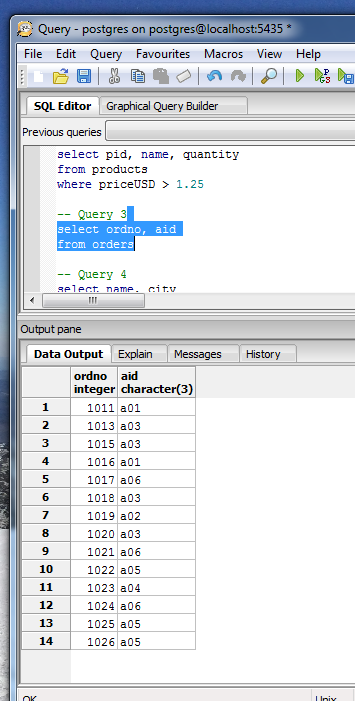 Query - postgres on postgres@localhost:5435 *
File Edit Query Favourites Macros View Help
SQL Editor Graphical Query Builder
Previous queries
select pid, name, quantity
from products
where priceUSD > 1.25
-- Query 3
select ordno, aid
from orders
-- Query 4
select name, city
Output pane
Data Output Explain Messages History
ordno aid
integer character(3)
1 1011 a01
2 1013 a03
3 1015 a03
4 1016 a01
5 1017 a06
6 1018 a03
7 1019 a02
8 1020 a03
9 1021 a06
10 1022 a05
11 1023 a04
12 1024 a06
13 1025 a05
14 1026 a05
OK. Unix